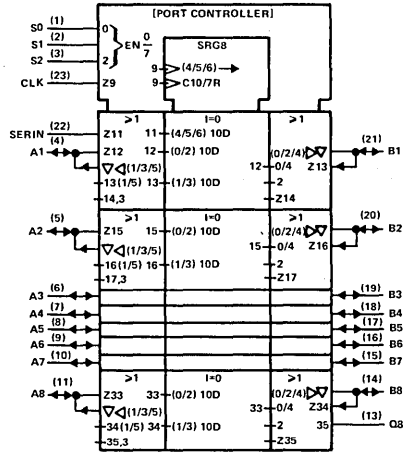 [PORT CONTROLLER]
S0 (1) 0
S1 (2) EN 0/7
S2 (3) 2
CLK (23) Z9
SRG8
9 (4/5/6)
9 C10/7R
≥1 I=0 ≥1
SERIN (22) Z11 11 (4/5/6) 10D
A1 (4) Z12 12 (0/2) 10D (0/2/4) (21) B1
(1/3/5) 12 0/4 Z13
13(1/5) 13 (1/3) 10D 2
14,3 Z14
≥1 I=0 ≥1
A2 (5) Z15 15 (0/2) 10D (0/2/4) (20) B2
(1/3/5) 15 0/4 Z16
16(1/5) 16 (1/3) 10D 2
17,3 Z17
A3 (6) (19) B3
A4 (7) (18) B4
A5 (8) (17) B5
A6 (9) (16) B6
A7 (10) (15) B7
≥1 I=0 ≥1
A8 (11) Z33 33 (0/2) 10D (0/2/4) (14) B8
(1/3/5) 33 0/4 Z34
34(1/5) 34 (1/3) 10D 2 35 (13) Q8
35,3 Z35